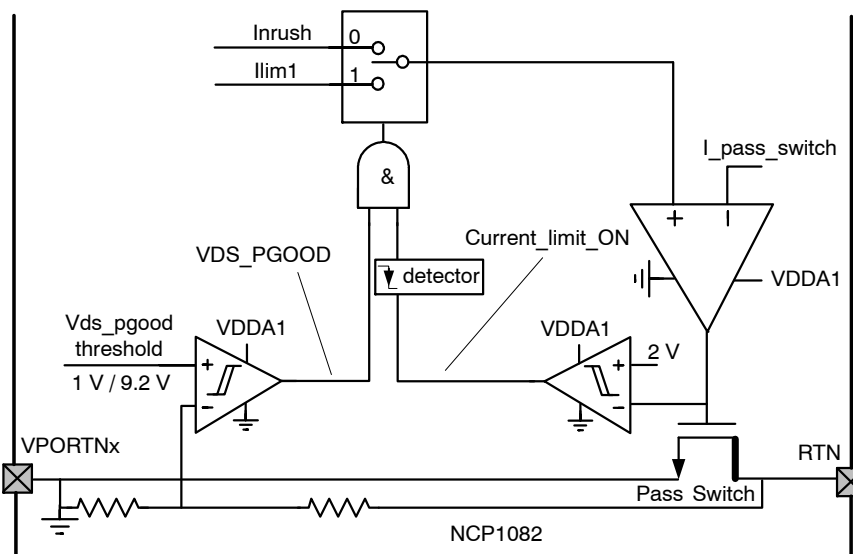 Inrush
0
Ilim1
1
I_pass_switch
&
+
−
VDS_PGOOD
Current_limit_ON
detector
VDDA1
Vds_pgood
threshold
1 V / 9.2 V
VDDA1
+
−
VDDA1
2 V
+
−
VPORTNx
RTN
Pass Switch
NCP1082